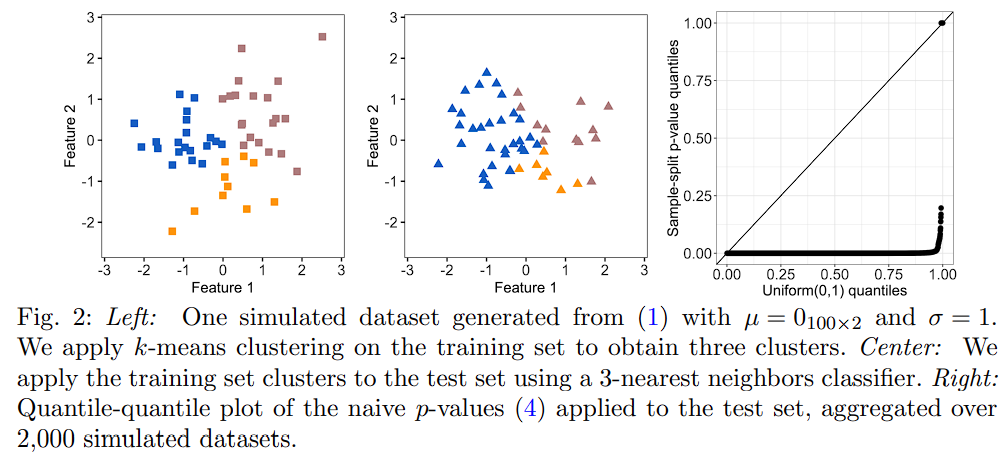 3
2
1
0
-1
-2
Feature 2
-3 -2 -1 0 1 2 3
Feature 1
3
2
1
0
-1
-2
Feature 2
-3 -2 -1 0 1 2 3
Feature 1
1.00
0.75
0.50
0.25
0.00
Sample-split p-value quantiles
0.00 0.25 0.50 0.75 1.00
Uniform(0,1) quantiles
Fig. 2: Left: One simulated dataset generated from (1) with μ = 0₁₀₀ₓ₂ and σ = 1.
We apply k-means clustering on the training set to obtain three clusters. Center: We
apply the training set clusters to the test set using a 3-nearest neighbors classifier. Right:
Quantile-quantile plot of the naive p-values (4) applied to the test set, aggregated over
2,000 simulated datasets.